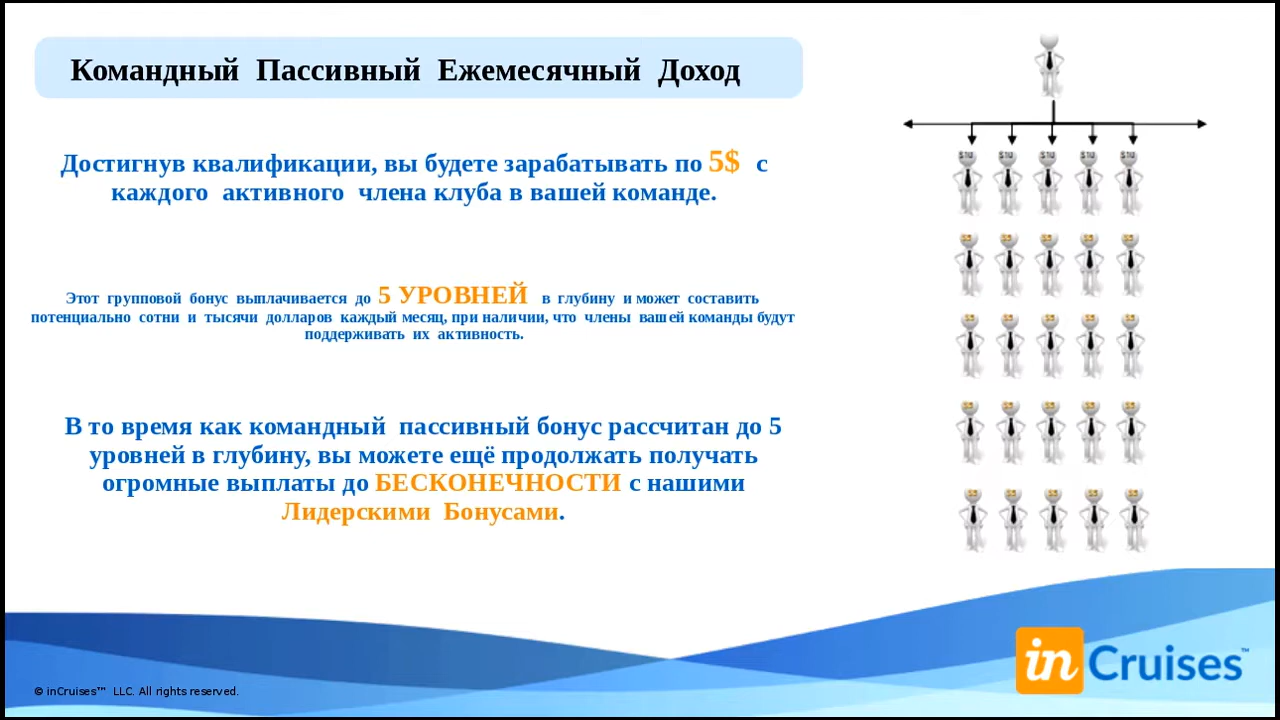 Командный Пассивный Ежемесячный Доход
Достигнув квалификации, вы будете зарабатывать по 5$ с
каждого активного члена клуба в вашей команде.
Этот групповой бонус выплачивается до 5 УРОВНЕЙ в глубину и может составить
потенциально сотни и тысячи долларов каждый месяц, при наличии, что члены вашей команды будут
поддерживать их активность.
В то время как командный пассивный бонус рассчитан до 5
уровней в глубину, вы можете ещё продолжать получать
огромные выплаты до БЕСКОНЕЧНОСТИ с нашими
Лидерскими Бонусами.
in Cruises™
© inCruises™ LLC. All rights reserved.